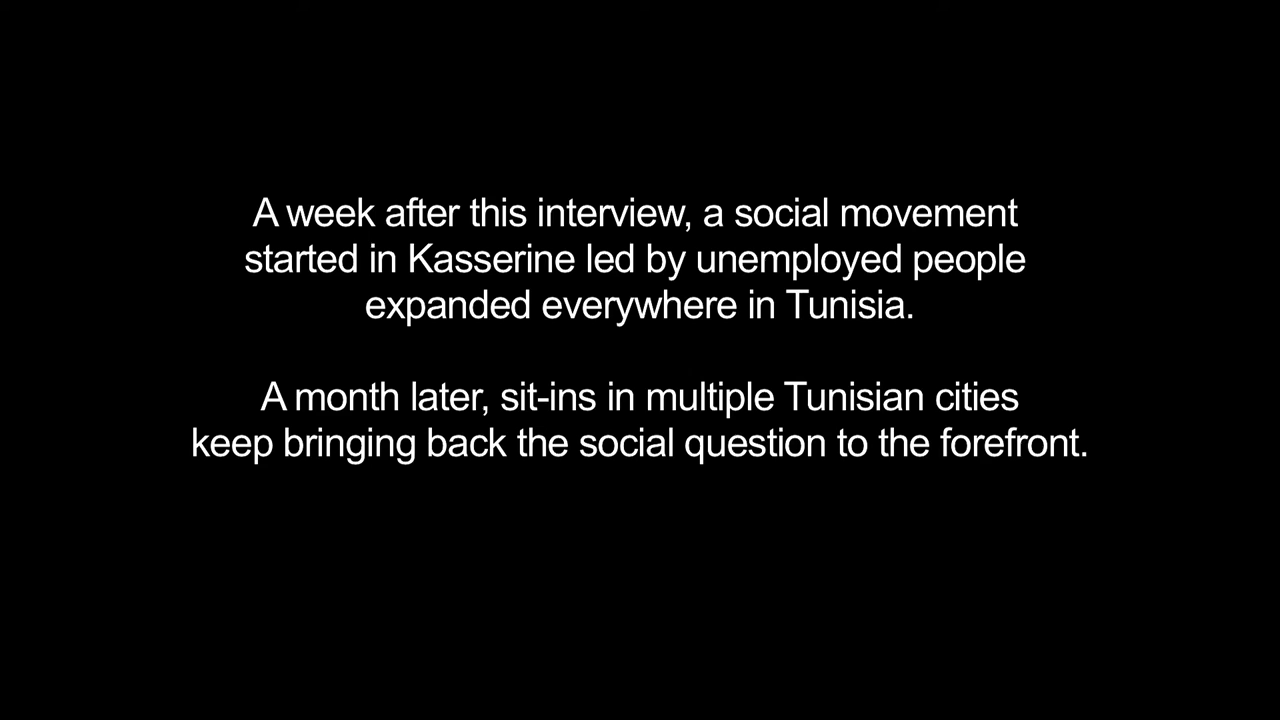 A week after this interview, a social movement
started in Kasserine led by unemployed people
expanded everywhere in Tunisia.
A month later, sit-ins in multiple Tunisian cities
keep bringing back the social question to the forefront.